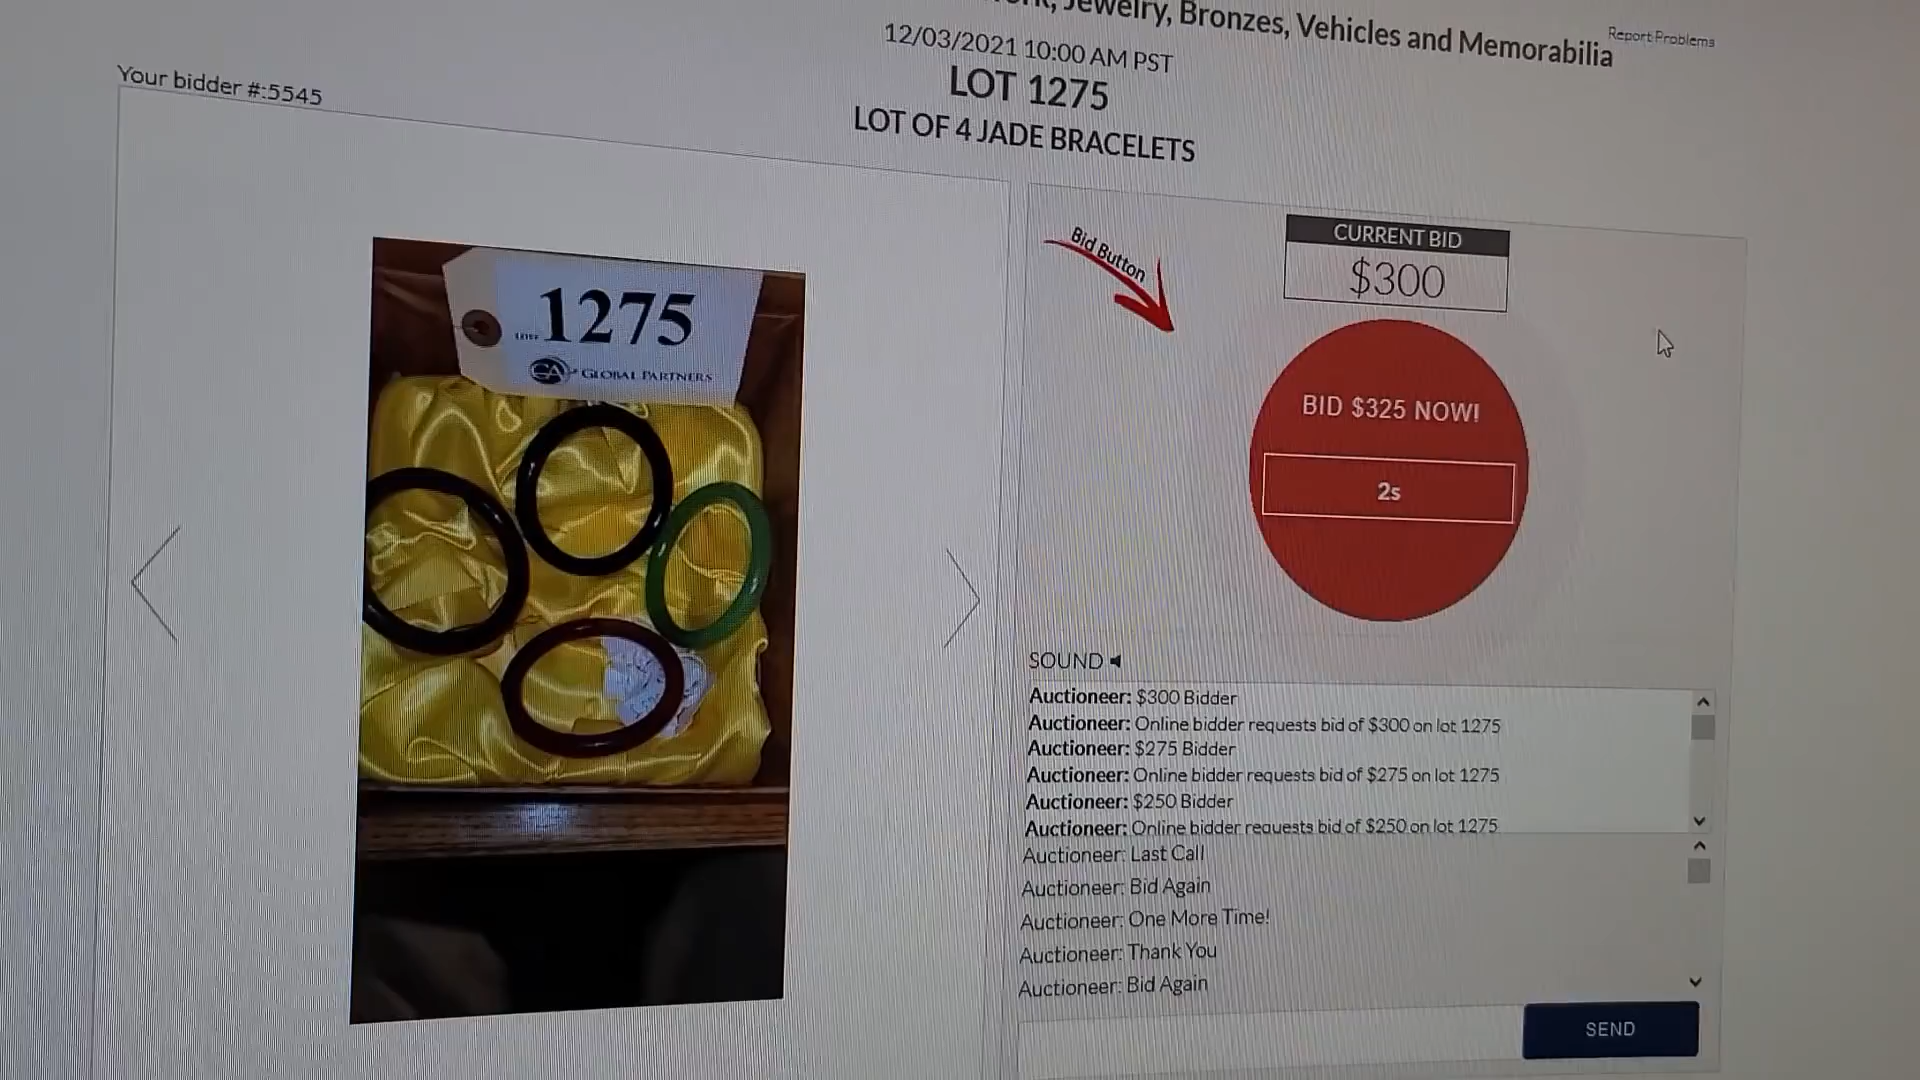 Jewelry, Bronzes, Vehicles and Memorabilia
Report Problems
12/03/2021 10:00 AM PST
Your bidder #:5545
LOT 1275
LOT OF 4 JADE BRACELETS
1275
GA GLOBAL PARTNERS
Bid Button
CURRENT BID
$300
BID $325 NOW!
2s
SOUND
Auctioneer: $300 Bidder
Auctioneer: Online bidder requests bid of $300 on lot 1275
Auctioneer: $275 Bidder
Auctioneer: Online bidder requests bid of $275 on lot 1275
Auctioneer: $250 Bidder
Auctioneer: Online bidder requests bid of $250 on lot 1275
Auctioneer: Last Call
Auctioneer: Bid Again
Auctioneer: One More Time!
Auctioneer: Thank You
Auctioneer: Bid Again
SEND